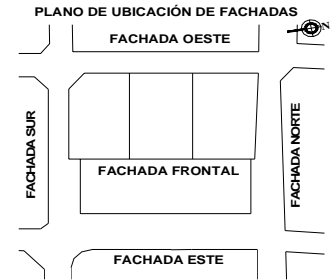 PLANO DE UBICACIÓN DE FACHADAS
N
FACHADA OESTE
FACHADA SUR
FACHADA FRONTAL
FACHADA NORTE
FACHADA ESTE